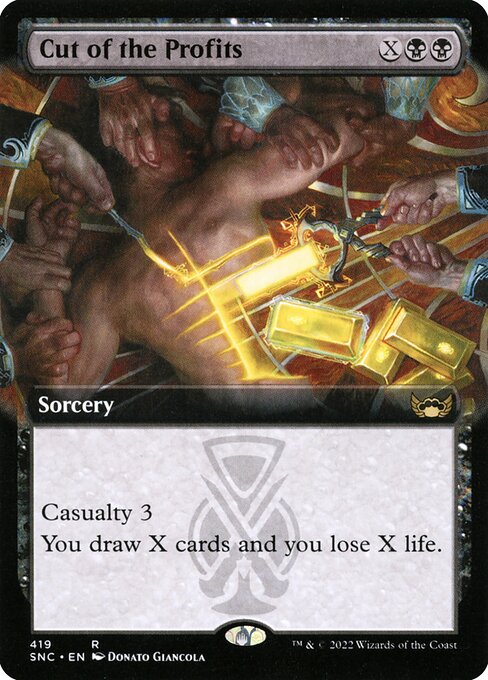 Cut of the Profits X
Sorcery
Casualty 3
You draw X cards and you lose X life.
419 R
SNC • EN Donato Giancola
™ & © 2022 Wizards of the Coast